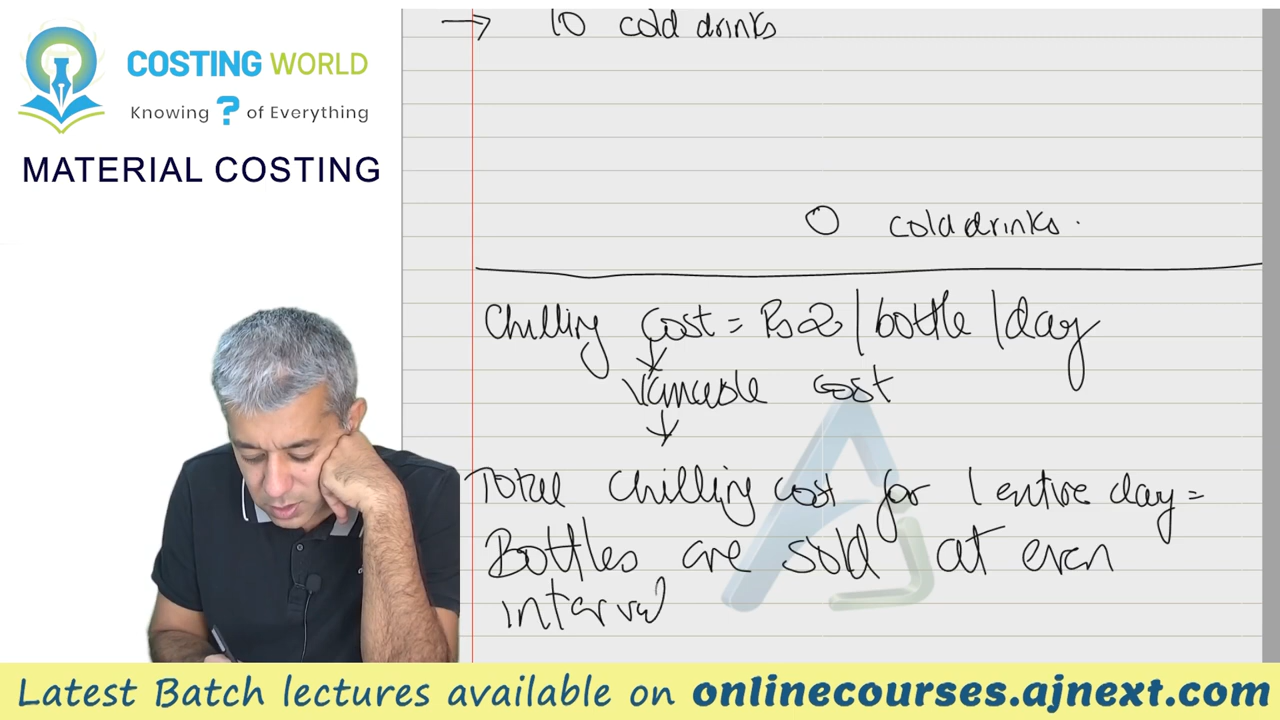 → 10 cold drinks
COSTING WORLD
Knowing ? of Everything
MATERIAL COSTING
0 cold drinks.
Chilling cost = Rs 2 / bottle / day
↓
Variable cost
↓
Total Chilling cost for 1 entire day =
Bottles are sold at even
interval
Latest Batch lectures available on onlinecourses.ajnext.com